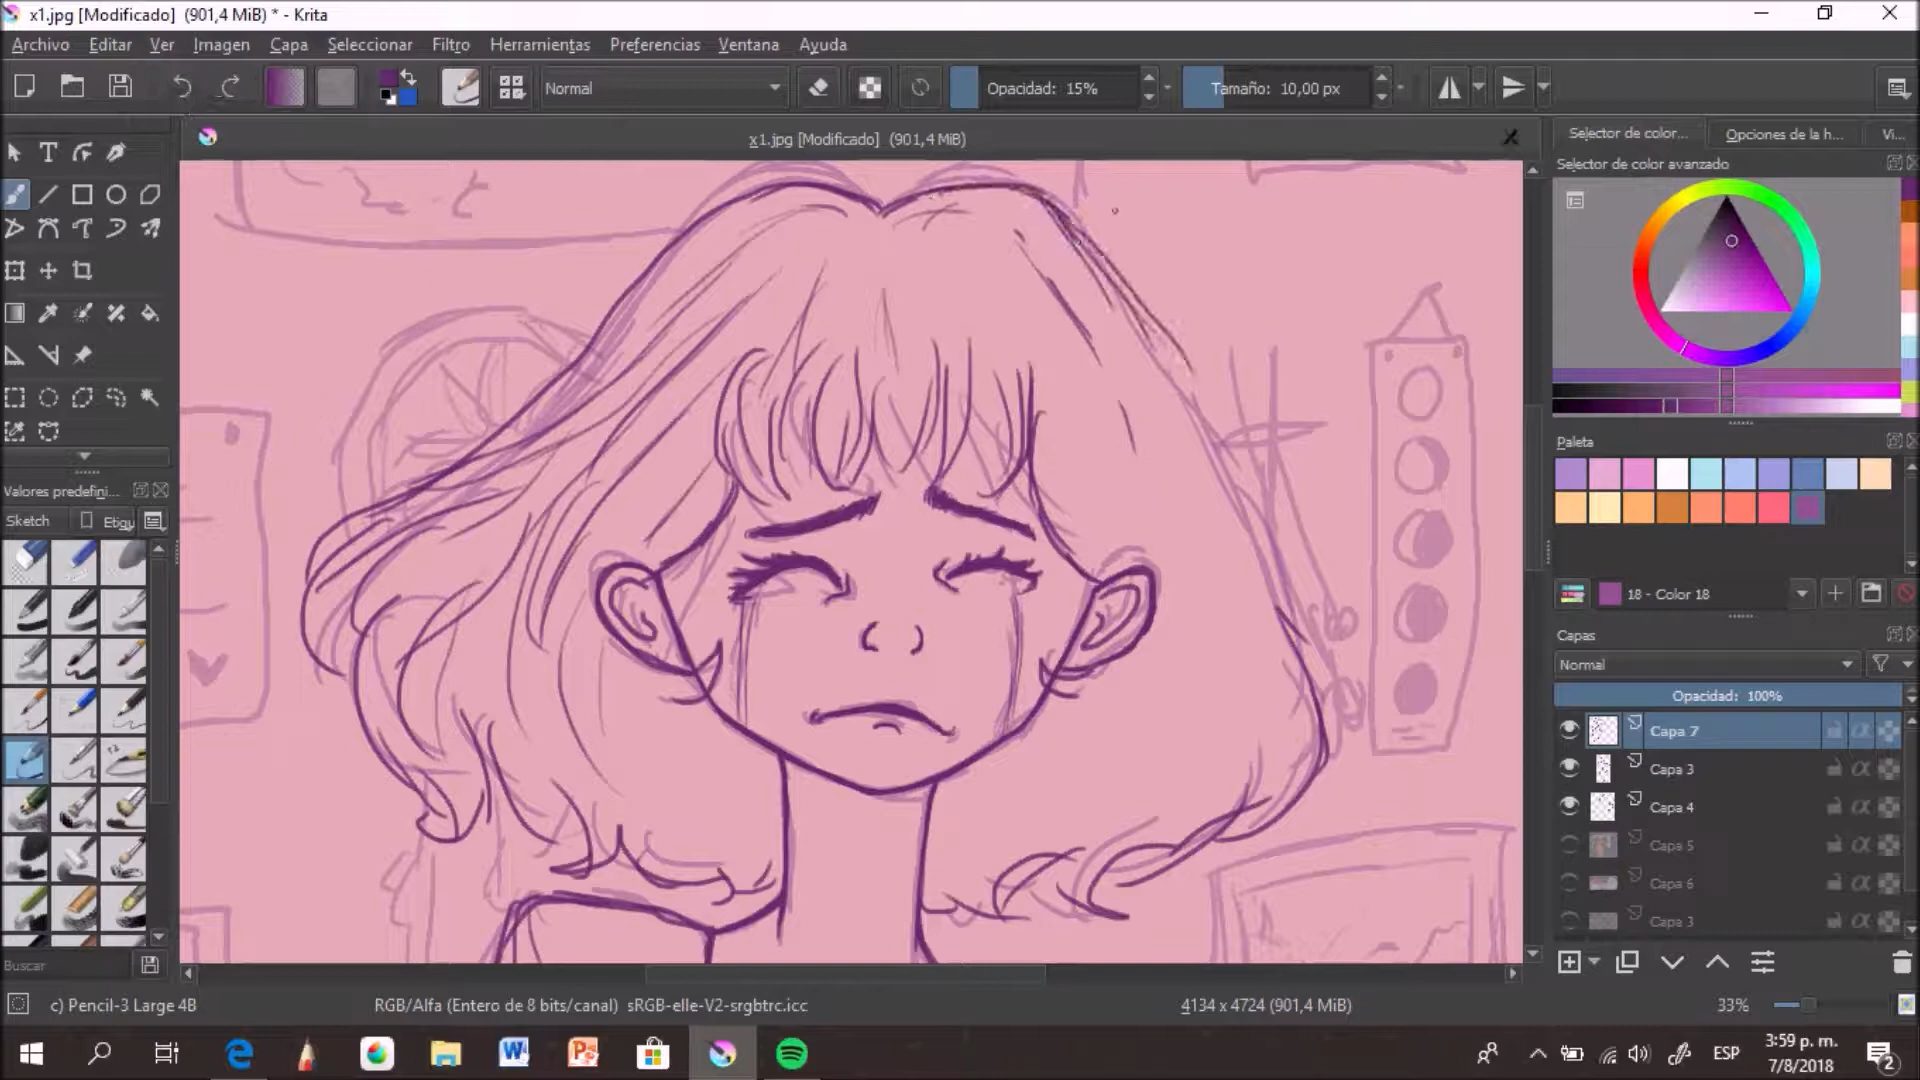 x1.jpg [Modificado]  (901,4 MiB) * - Krita
Archivo Editar Ver Imagen Capa Seleccionar Filtro Herramientas Preferencias Ventana Ayuda
Normal Opacidad: 15% Tamaño: 10,00 px
x1.jpg [Modificado]  (901,4 MiB)
Selector de color... Opciones de la h... Vi...
Selector de color avanzado
Paleta
Valores predefini...
Sketch Etiqu
18 - Color 18
Capas
Normal
Opacidad: 100%
Capa 7
Capa 3
Capa 4
Capa 5
Capa 6
Capa 3
Buscar
c) Pencil-3 Large 4B RGB/Alfa (Entero de 8 bits/canal)  sRGB-elle-V2-srgbtrc.icc 4134 x 4724 (901,4 MiB) 33%
ESP 3:59 p. m.
7/8/2018
2